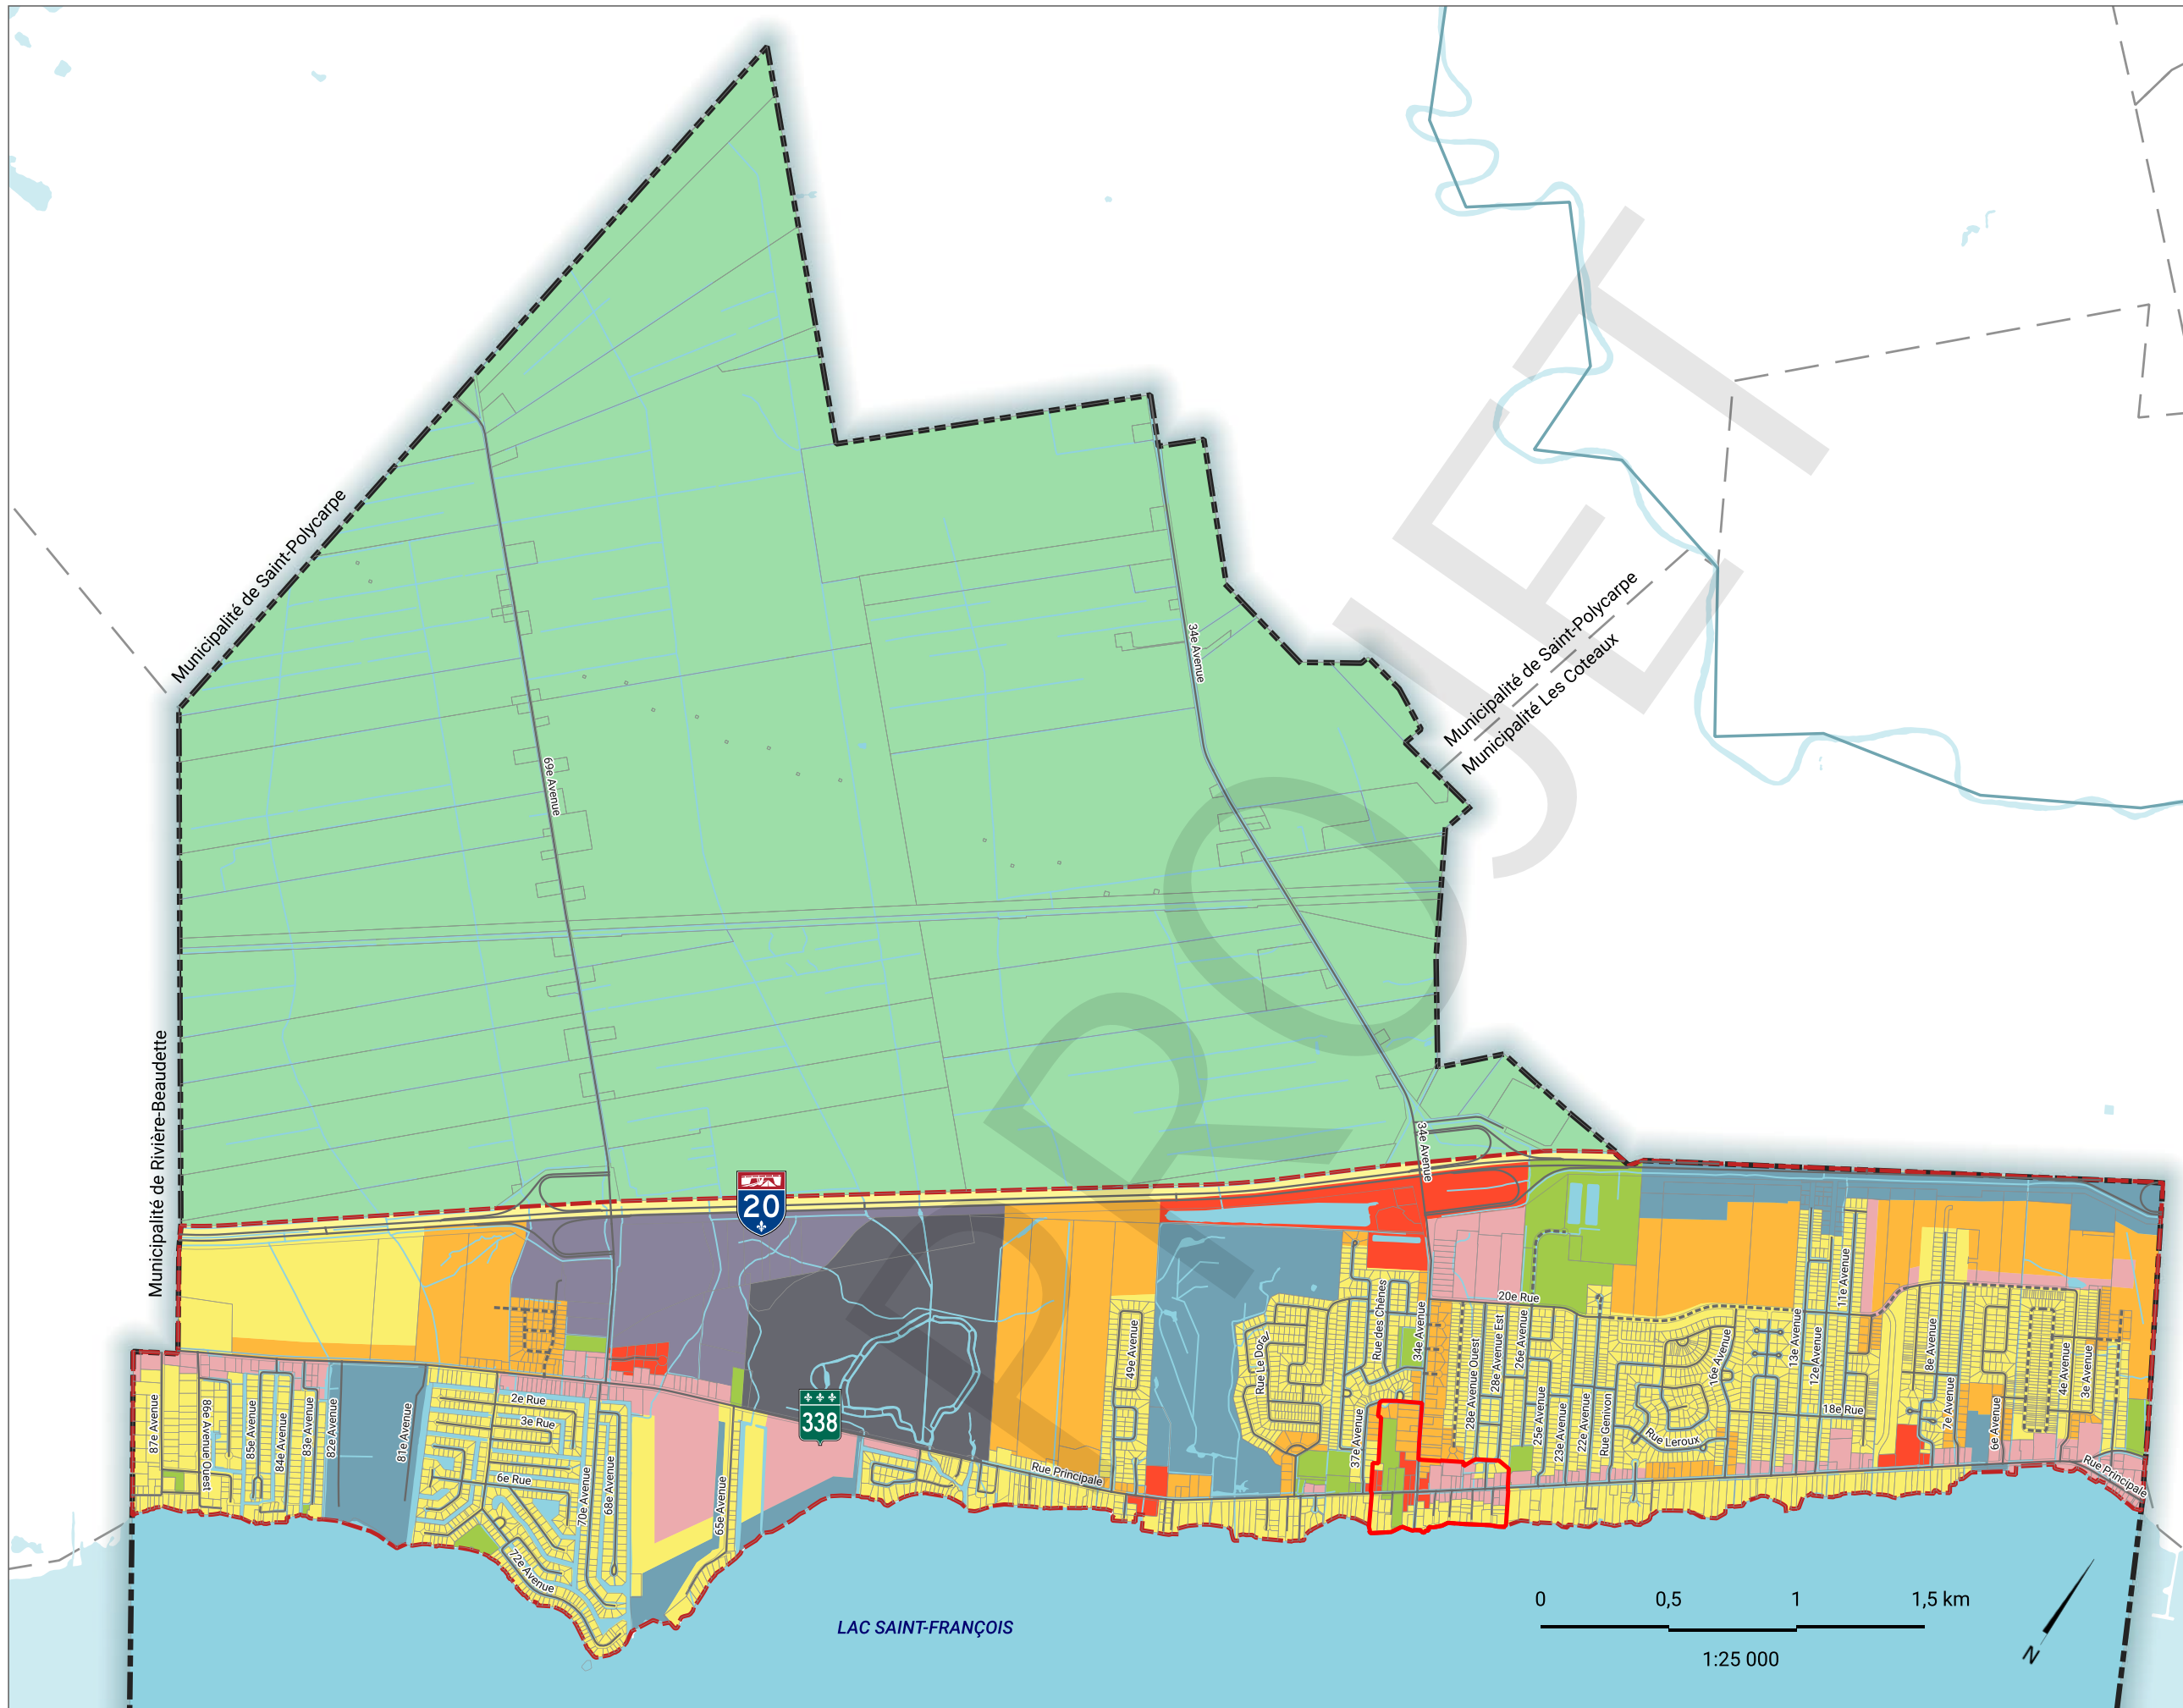 PROJET
Municipalité de Saint-Polycarpe
Municipalité de Saint-Polycarpe
Municipalité Les Coteaux
Municipalité de Rivière-Beaudette
69e Avenue
34e Avenue
34e Avenue
20
338
87e Avenue
86e Avenue Ouest
85e Avenue
84e Avenue
83e Avenue
82e Avenue
81e Avenue
2e Rue
3e Rue
6e Rue
72e Avenue
70e Avenue
68e Avenue
65e Avenue
Rue Principale
49e Avenue
Rue Le Doral
Rue des Chênes
37e Avenue
34e Avenue
20e Rue
28e Avenue Ouest
28e Avenue Est
26e Avenue
25e Avenue
23e Avenue
22e Avenue
Rue Genivon
Rue Leroux
16e Avenue
13e Avenue
12e Avenue
11e Avenue
18e Rue
8e Avenue
7e Avenue
6e Avenue
4e Avenue
3e Avenue
Rue Principale
LAC SAINT-FRANÇOIS
0 0,5 1 1,5 km
1:25 000
N